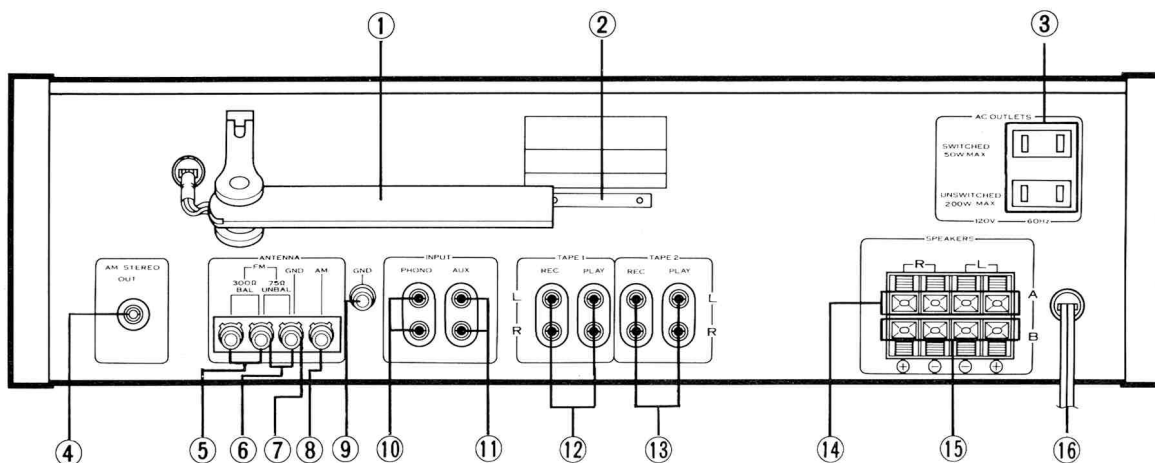 ① ② ③
AC OUTLETS
SWITCHED
50W MAX
UNSWITCHED
200W MAX
120V 60Hz
AM STEREO
OUT
ANTENNA
FM GND AM
300Ω 75Ω
BAL UNBAL
GND
INPUT
PHONO AUX
TAPE 1 TAPE 2
REC PLAY REC PLAY
L L
R R
SPEAKERS
R L
A
B
⊕ ⊖ ⊖ ⊕
④ ⑤ ⑥ ⑦ ⑧ ⑨ ⑩ ⑪ ⑫ ⑬ ⑭ ⑮ ⑯